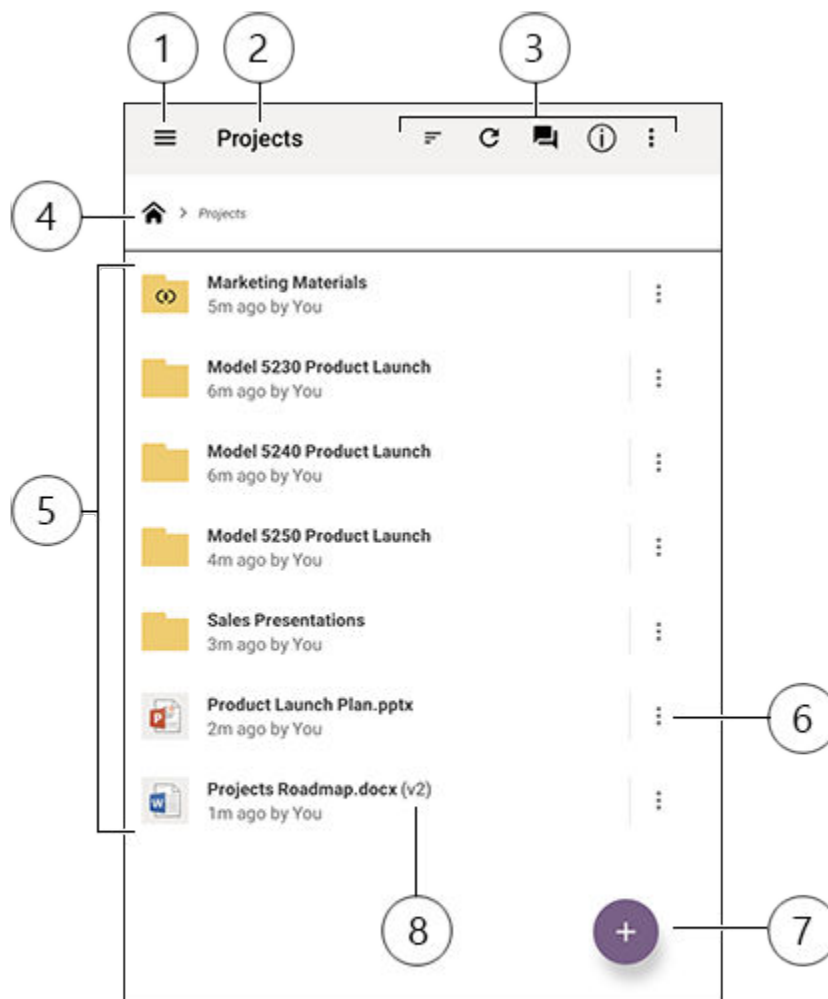 1 2 3
Projects
4
Projects
Marketing Materials
5m ago by You
Model 5230 Product Launch
6m ago by You
Model 5240 Product Launch
6m ago by You
5
Model 5250 Product Launch
4m ago by You
Sales Presentations
3m ago by You
Product Launch Plan.pptx
2m ago by You
6
Projects Roadmap.docx (v2)
1m ago by You
8
7